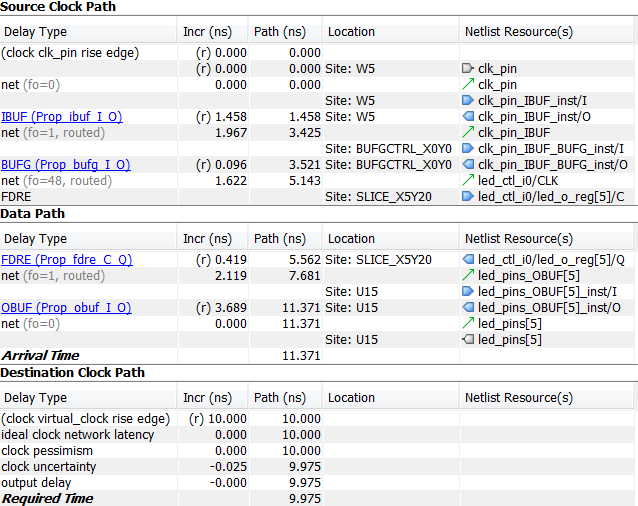 Source Clock Path
Delay Type Incr (ns) Path (ns) Location Netlist Resource(s)
(clock clk_pin rise edge) (r) 0.000 0.000
(r) 0.000 0.000 Site: W5 clk_pin
net (fo=0) 0.000 0.000 clk_pin
Site: W5 clk_pin_IBUF_inst/I
IBUF (Prop_ibuf_I_O) (r) 1.458 1.458 Site: W5 clk_pin_IBUF_inst/O
net (fo=1, routed) 1.967 3.425 clk_pin_IBUF
Site: BUFGCTRL_X0Y0 clk_pin_IBUF_BUFG_inst/I
BUFG (Prop_bufg_I_O) (r) 0.096 3.521 Site: BUFGCTRL_X0Y0 clk_pin_IBUF_BUFG_inst/O
net (fo=48, routed) 1.622 5.143 led_ctl_i0/CLK
FDRE Site: SLICE_X5Y20 led_ctl_i0/led_o_reg[5]/C
Data Path
Delay Type Incr (ns) Path (ns) Location Netlist Resource(s)
FDRE (Prop_fdre_C_Q) (r) 0.419 5.562 Site: SLICE_X5Y20 led_ctl_i0/led_o_reg[5]/Q
net (fo=1, routed) 2.119 7.681 led_pins_OBUF[5]
Site: U15 led_pins_OBUF[5]_inst/I
OBUF (Prop_obuf_I_O) (r) 3.689 11.371 Site: U15 led_pins_OBUF[5]_inst/O
net (fo=0) 0.000 11.371 led_pins[5]
Site: U15 led_pins[5]
Arrival Time 11.371
Destination Clock Path
Delay Type Incr (ns) Path (ns) Location Netlist Resource(s)
(clock virtual_clock rise edge) (r) 10.000 10.000
ideal clock network latency 0.000 10.000
clock pessimism 0.000 10.000
clock uncertainty -0.025 9.975
output delay -0.000 9.975
Required Time 9.975